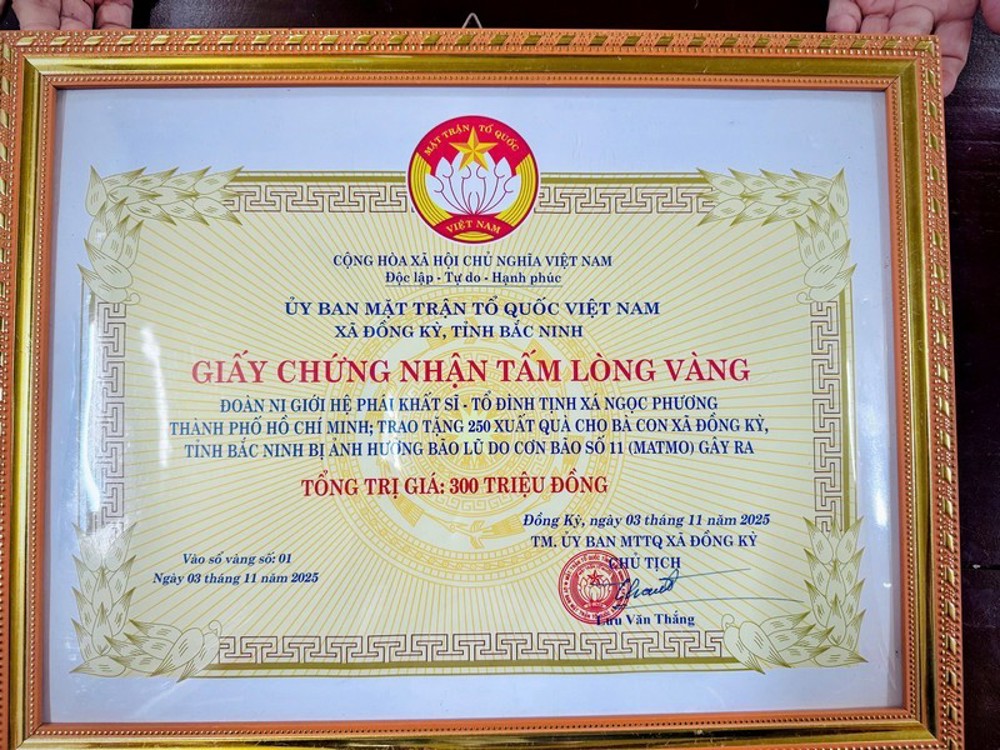 MẶT TRẬN TỔ QUỐC
VIỆT NAM
CỘNG HÒA XÃ HỘI CHỦ NGHĨA VIỆT NAM
Độc lập - Tự do - Hạnh phúc
ỦY BAN MẶT TRẬN TỔ QUỐC VIỆT NAM
XÃ ĐỒNG KỲ, TỈNH BẮC NINH
GIẤY CHỨNG NHẬN TẤM LÒNG VÀNG
ĐOÀN NI GIỚI HỆ PHÁI KHẤT SĨ - TỔ ĐÌNH TỊNH XÁ NGỌC PHƯƠNG
THÀNH PHỐ HỒ CHÍ MINH; TRAO TẶNG 250 XUẤT QUÀ CHO BÀ CON XÃ ĐỒNG KỲ,
TỈNH BẮC NINH BỊ ẢNH HƯỞNG BÃO LŨ DO CƠN BÃO SỐ 11 (MATMO) GÂY RA
TỔNG TRỊ GIÁ: 300 TRIỆU ĐỒNG
Đồng Kỳ, ngày 03 tháng 11 năm 2025
TM. ỦY BAN MTTQ XÃ ĐỒNG KỲ
CHỦ TỊCH
Lưu Văn Thắng
Vào sổ vàng số: 01
Ngày 03 tháng 11 năm 2025